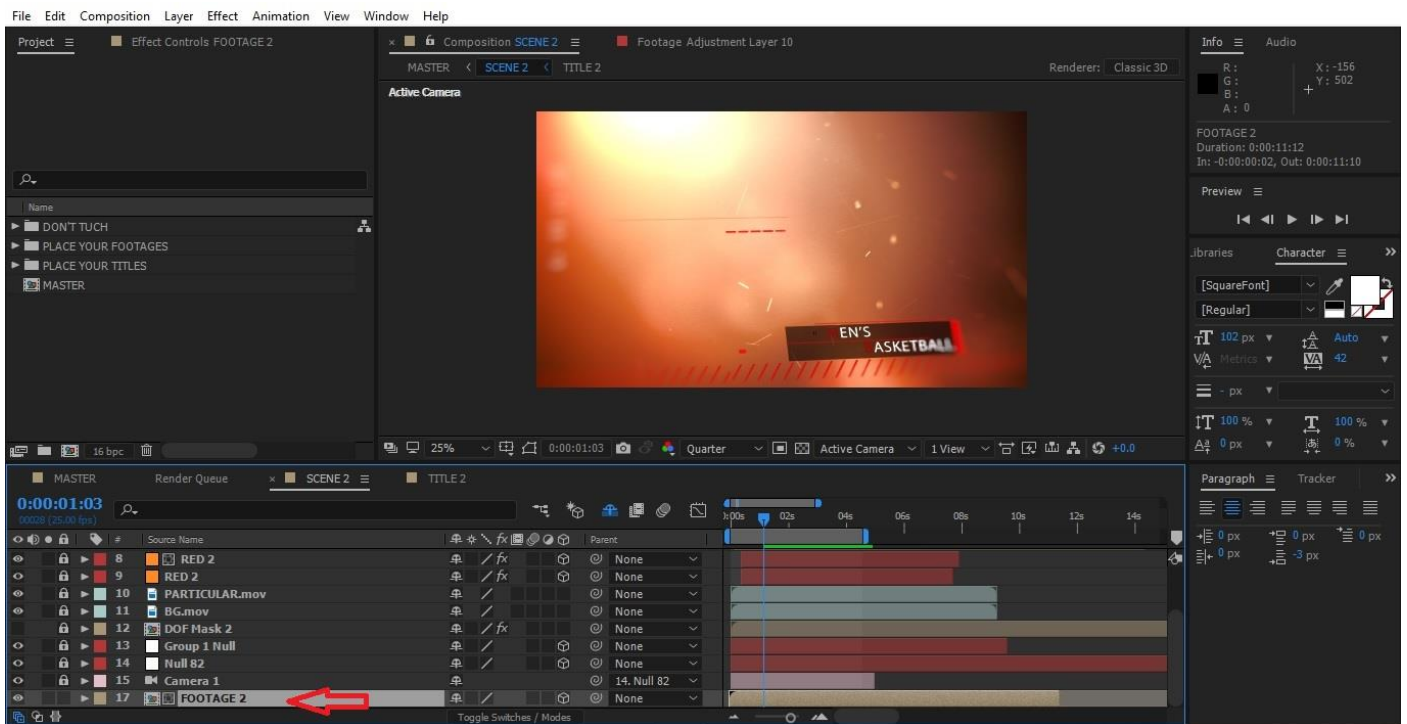 File Edit Composition Layer Effect Animation View Window Help
Project Effect Controls FOOTAGE 2
Composition SCENE 2 Footage Adjustment Layer 10
Info Audio
MASTER SCENE 2 TITLE 2 Renderer: Classic 3D
Active Camera
R: X: -156
G: Y: 502
B:
A: 0
FOOTAGE 2
Duration: 0:00:11:12
In: -0:00:00:02, Out: 0:00:11:10
Preview
Name
DON'T TUCH
PLACE YOUR FOOTAGES
PLACE YOUR TITLES
MASTER
EN'S
ASKETBALL
.ibraries Character
[SquareFont]
[Regular]
102 px Auto
Metrics 42
- px
100 % 100 %
0 px 0 %
16 bpc
25% 0:00:01:03 Quarter Active Camera 1 View +0.0
MASTER Render Queue SCENE 2 TITLE 2
Paragraph Tracker
0:00:01:03
00028 (25.00 fps)
):00s 02s 04s 06s 08s 10s 12s 14s
# Source Name Parent
0 px 0 px 0 px
0 px -3 px
8 RED 2 None
9 RED 2 None
10 PARTICULAR.mov None
11 BG.mov None
12 DOF Mask 2 None
13 Group 1 Null None
14 Null 82 None
15 Camera 1 14. Null 82
17 FOOTAGE 2 None
Toggle Switches / Modes